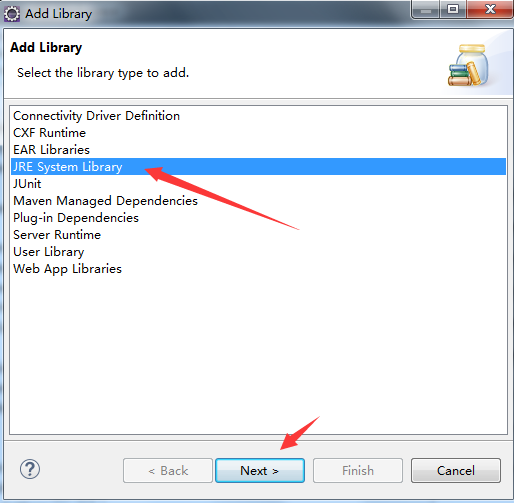 Add Library
Add Library
Select the library type to add.
Connectivity Driver Definition
CXF Runtime
EAR Libraries
JRE System Library
JUnit
Maven Managed Dependencies
Plug-in Dependencies
Server Runtime
User Library
Web App Libraries
?
< Back Next > Finish Cancel